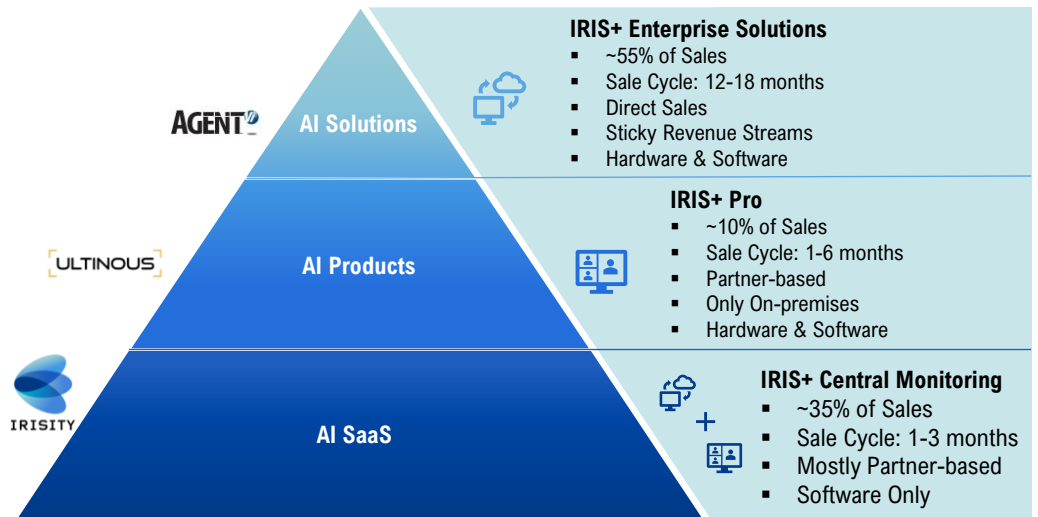 IRIS+ Enterprise Solutions
▪ ~55% of Sales
▪ Sale Cycle: 12-18 months
▪ Direct Sales
▪ Sticky Revenue Streams
▪ Hardware & Software
AGENT
AI Solutions
IRIS+ Pro
▪ ~10% of Sales
▪ Sale Cycle: 1-6 months
▪ Partner-based
▪ Only On-premises
▪ Hardware & Software
ULTINOUS
AI Products
IRIS+ Central Monitoring
▪ ~35% of Sales
▪ Sale Cycle: 1-3 months
▪ Mostly Partner-based
▪ Software Only
IRISITY
AI SaaS